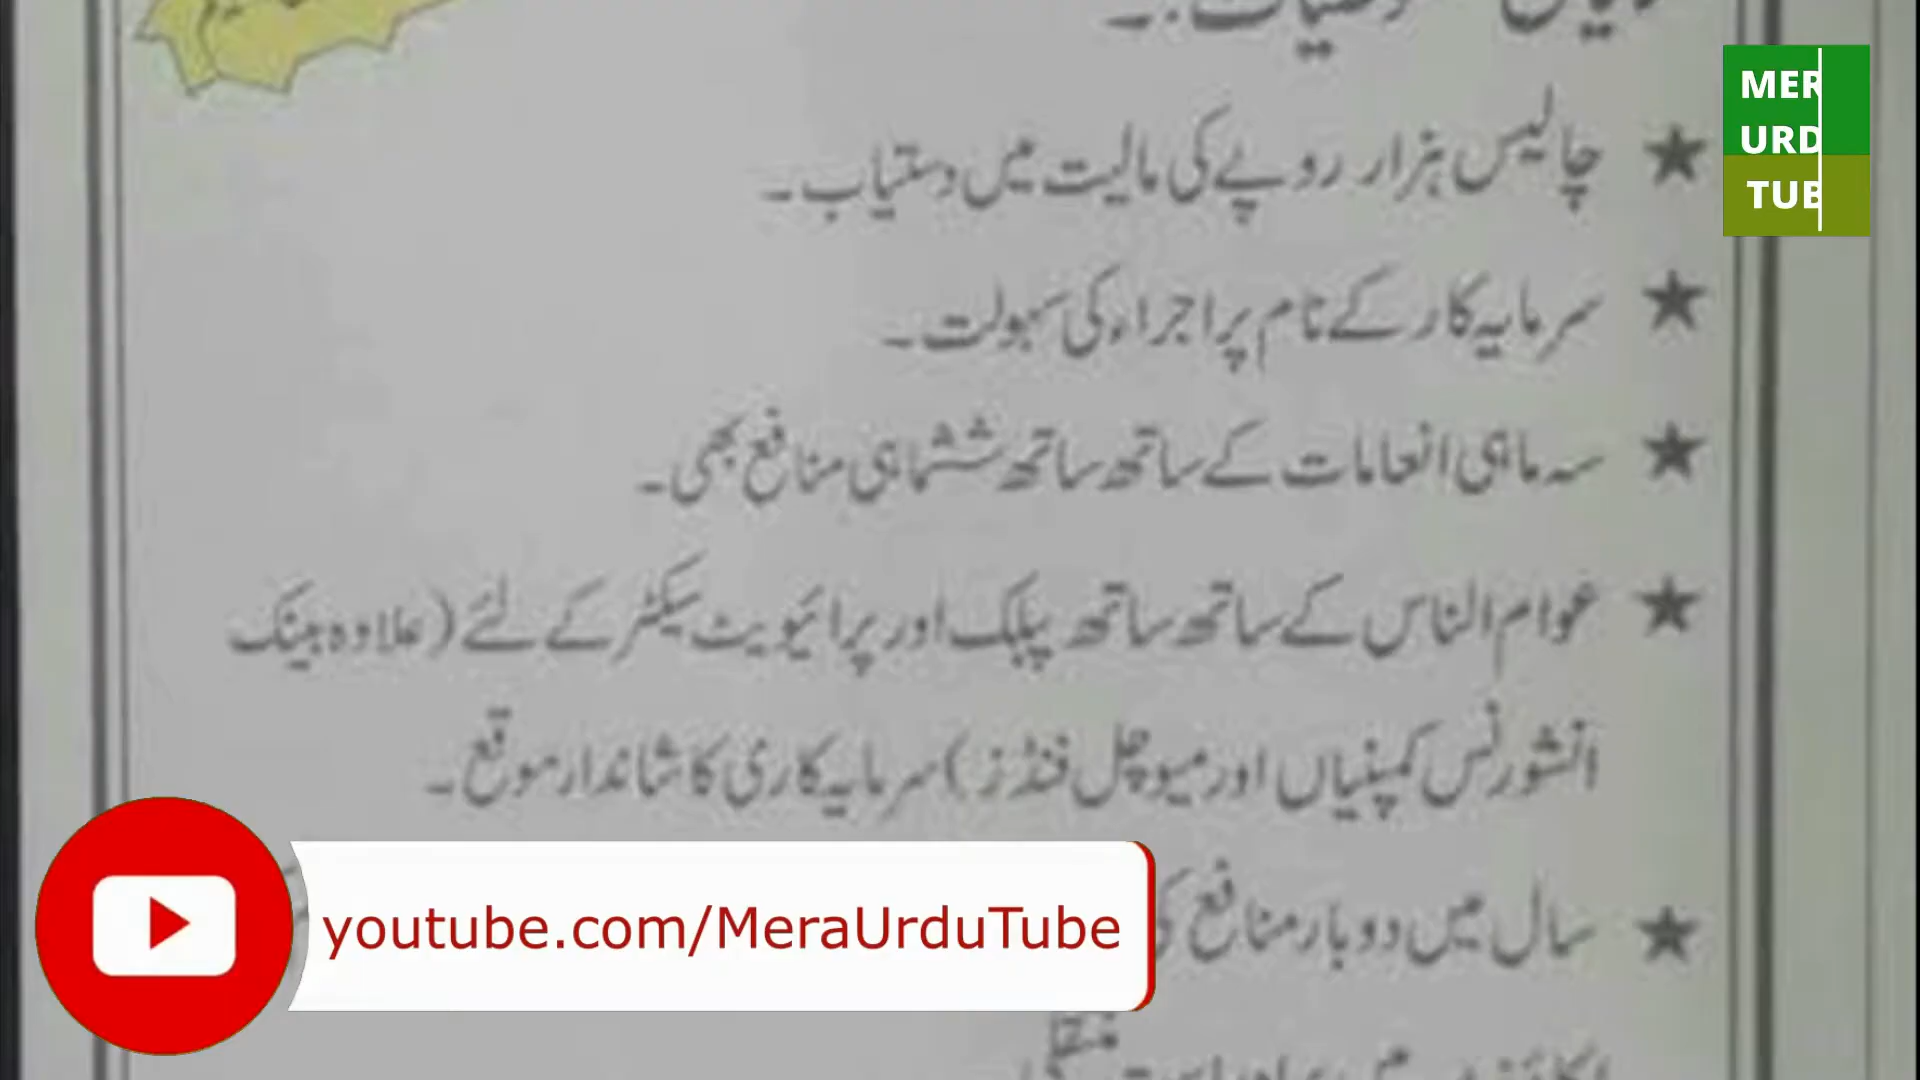 MER
URD
TUB
چالیس ہزار روپے کی مالیت میں دستیاب۔
سرمایہ کار کے نام پر اجراء کی سہولت۔
سہ ماہی انعامات کے ساتھ ساتھ ششماہی منافع بھی۔
عوام الناس کے ساتھ ساتھ پبلک اور پرائیویٹ سیکٹر کے لئے (علاوہ بینک
انشورنس کمپنیاں اور میوچل فنڈز) سرمایہ کاری کا شاندار موقع۔
سال میں دو بار منافع کی
youtube.com/MeraUrduTube